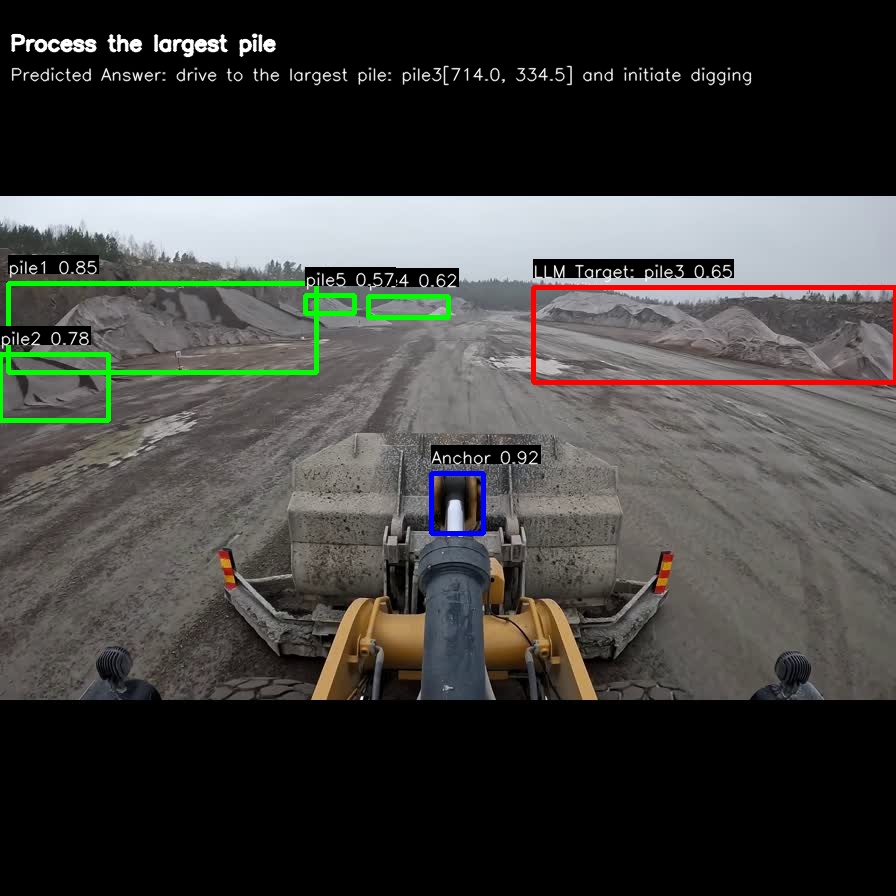 Process the largest pile
Predicted Answer: drive to the largest pile: pile3[714.0, 334.5] and initiate digging
pile1 0.85
pile5 0.57
4 0.62
LLM Target: pile3 0.65
pile2 0.78
Anchor 0.92